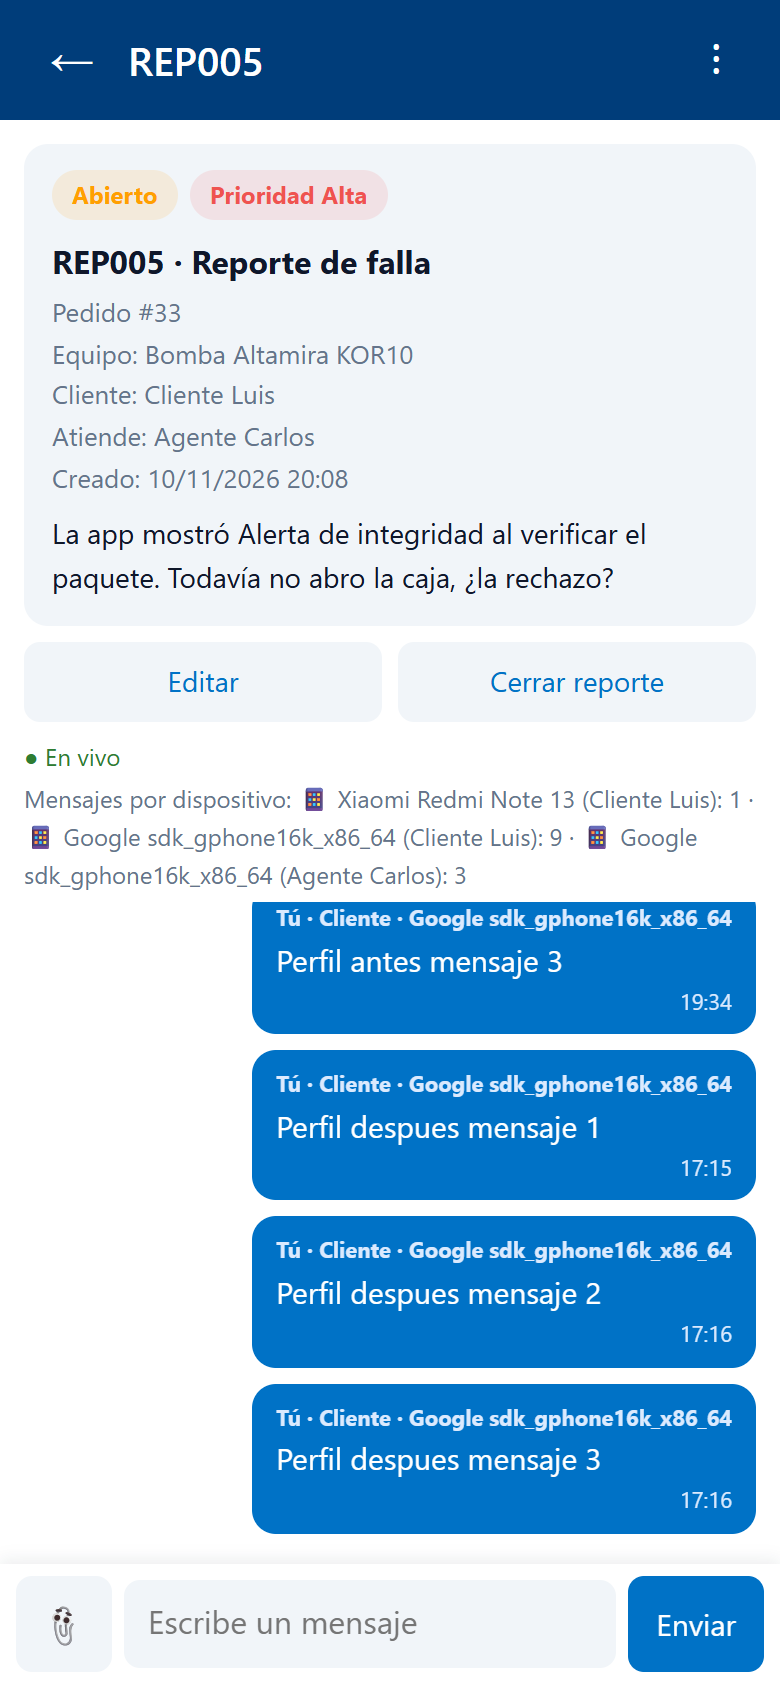 REP005
Abierto
Prioridad Alta
REP005 · Reporte de falla
Pedido #33
Equipo: Bomba Altamira KOR10
Cliente: Cliente Luis
Atiende: Agente Carlos
Creado: 10/11/2026 20:08
La app mostró Alerta de integridad al verificar el
paquete. Todavía no abro la caja, ¿la rechazo?
Editar
Cerrar reporte
● En vivo
Mensajes por dispositivo: 📱 Xiaomi Redmi Note 13 (Cliente Luis): 1 ·
📱 Google sdk_gphone16k_x86_64 (Cliente Luis): 9 · 📱 Google
sdk_gphone16k_x86_64 (Agente Carlos): 3
Tú · Cliente · Google sdk_gphone16k_x86_64
Perfil antes mensaje 3
19:34
Tú · Cliente · Google sdk_gphone16k_x86_64
Perfil despues mensaje 1
17:15
Tú · Cliente · Google sdk_gphone16k_x86_64
Perfil despues mensaje 2
17:16
Tú · Cliente · Google sdk_gphone16k_x86_64
Perfil despues mensaje 3
17:16
Escribe un mensaje
Enviar